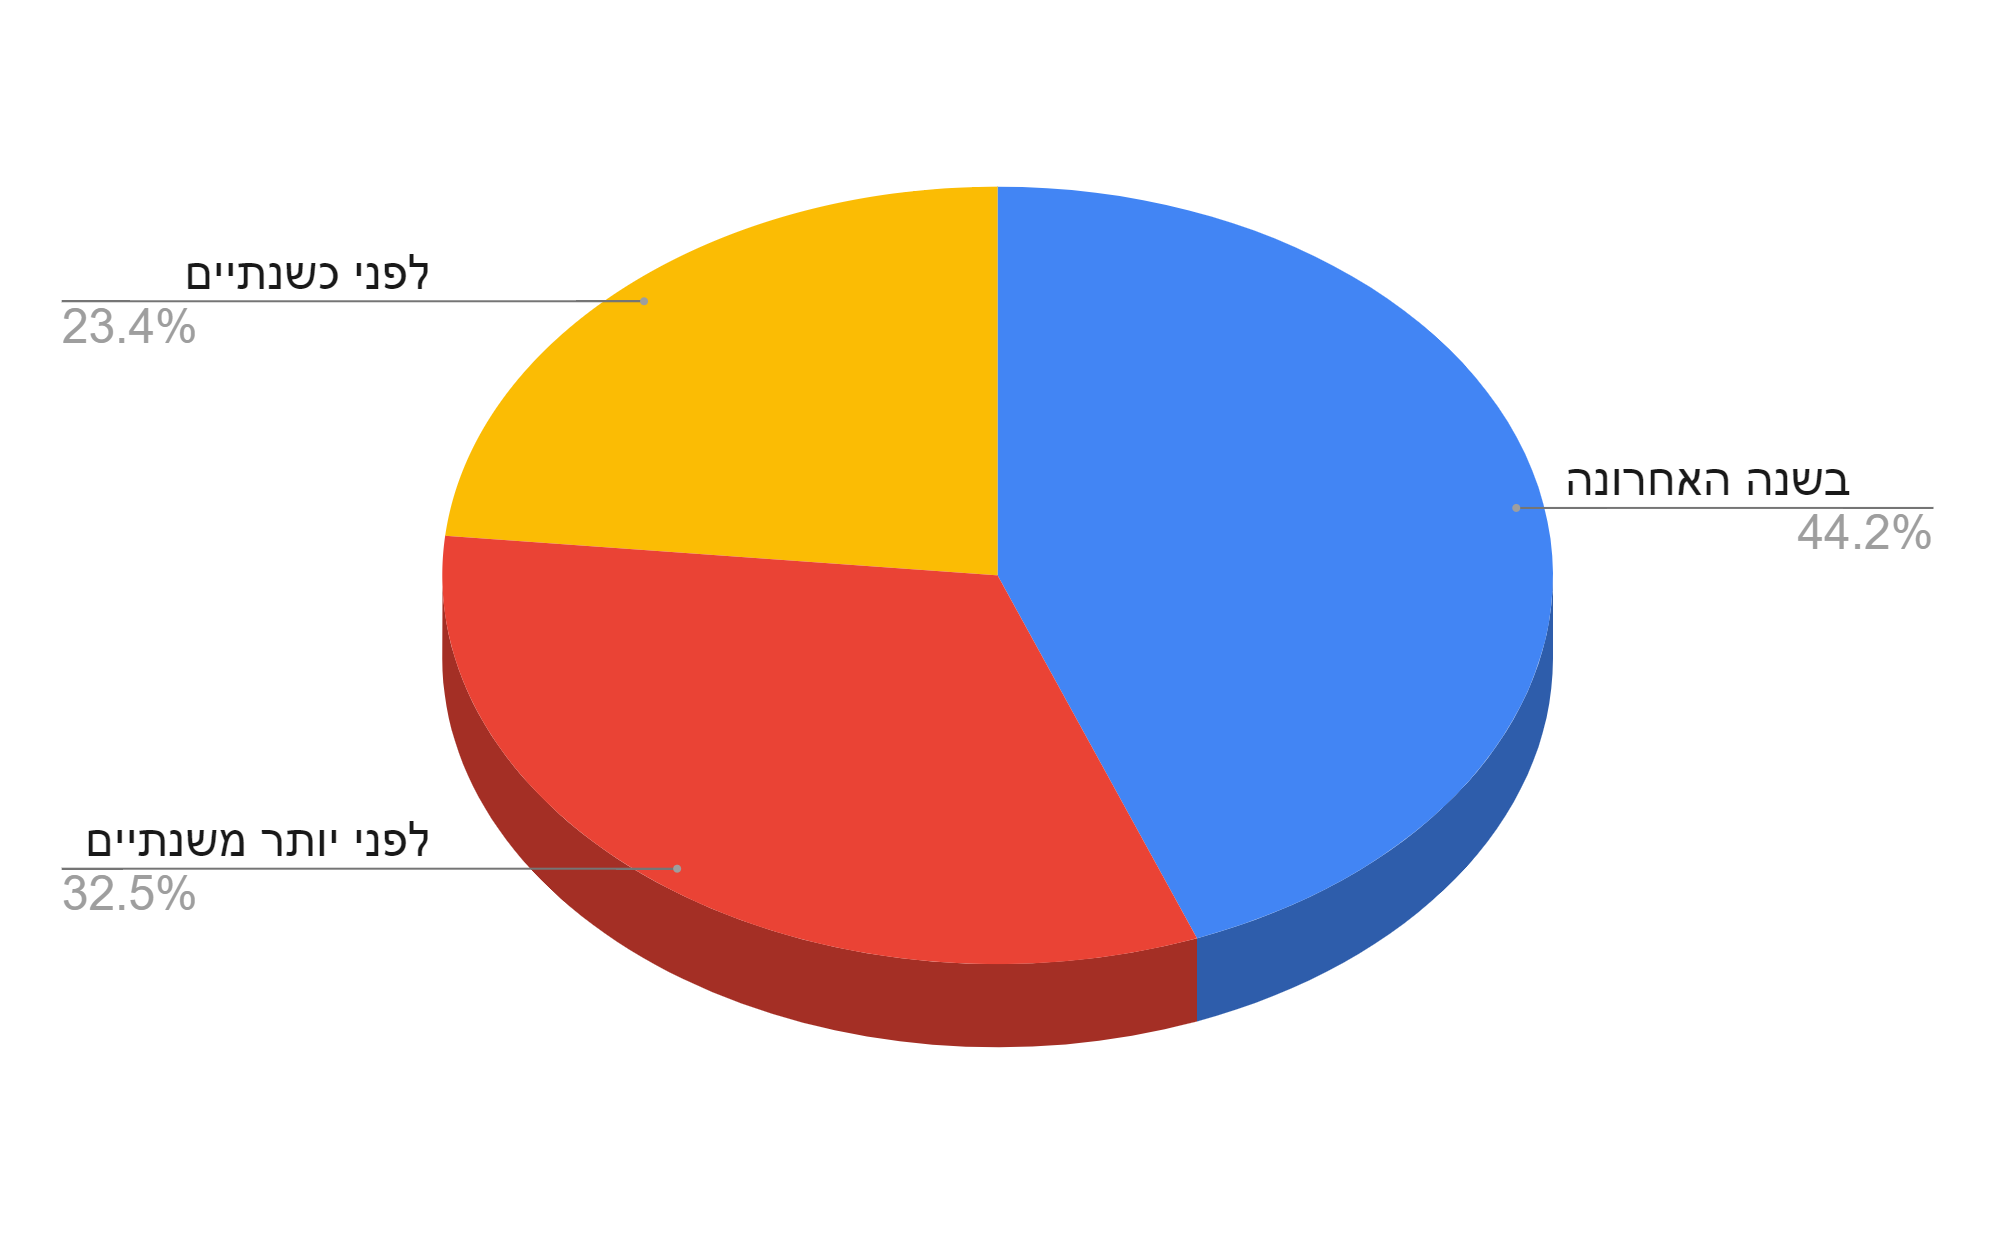 לפני כשנתיים
23.4%
בשנה האחרונה
44.2%
לפני יותר משנתיים
32.5%